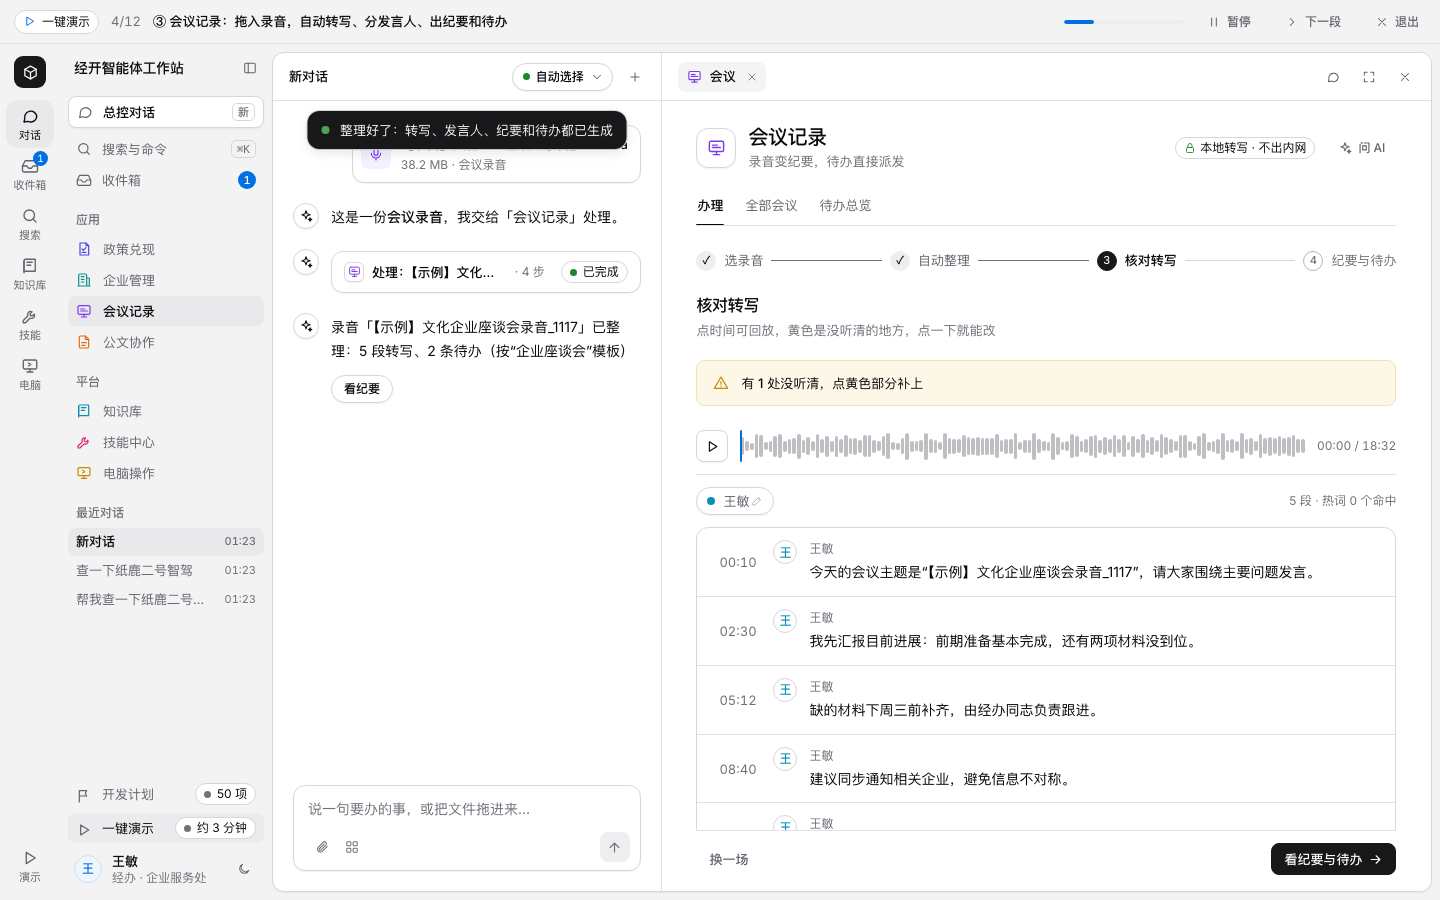 一键演示
4/12
③ 会议记录：拖入录音，自动转写、分发言人、出纪要和待办
暂停
下一段
退出
对话
1
收件箱
搜索
知识库
技能
电脑
演示
经开智能体工作站
总控对话
新
搜索与命令
⌘K
收件箱
1
应用
政策兑现
企业管理
会议记录
公文协作
平台
知识库
技能中心
电脑操作
最近对话
新对话 01:23
查一下纸鹿二号智驾 01:23
帮我查一下纸鹿二号... 01:23
开发计划
50 项
一键演示
约 3 分钟
王
王敏
经办 · 企业服务处
新对话
自动选择
整理好了：转写、发言人、纪要和待办都已生成
38.2 MB · 会议录音
这是一份会议录音，我交给「会议记录」处理。
处理：【示例】文化... · 4 步
已完成
录音「【示例】文化企业座谈会录音_1117」已整
理：5 段转写、2 条待办（按“企业座谈会”模板）
看纪要
说一句要办的事，或把文件拖进来...
会议
会议记录
录音变纪要，待办直接派发
本地转写 · 不出内网
问 AI
办理
全部会议
待办总览
选录音
自动整理
3 核对转写
4 纪要与待办
核对转写
点时间可回放，黄色是没听清的地方，点一下就能改
有 1 处没听清，点黄色部分补上
00:00 / 18:32
王敏
5 段 · 热词 0 个命中
00:10
王
王敏
今天的会议主题是“【示例】文化企业座谈会录音_1117”，请大家围绕主要问题发言。
02:30
王
王敏
我先汇报目前进展：前期准备基本完成，还有两项材料没到位。
05:12
王
王敏
缺的材料下周三前补齐，由经办同志负责跟进。
08:40
王
王敏
建议同步通知相关企业，避免信息不对称。
王
王敏
换一场
看纪要与待办